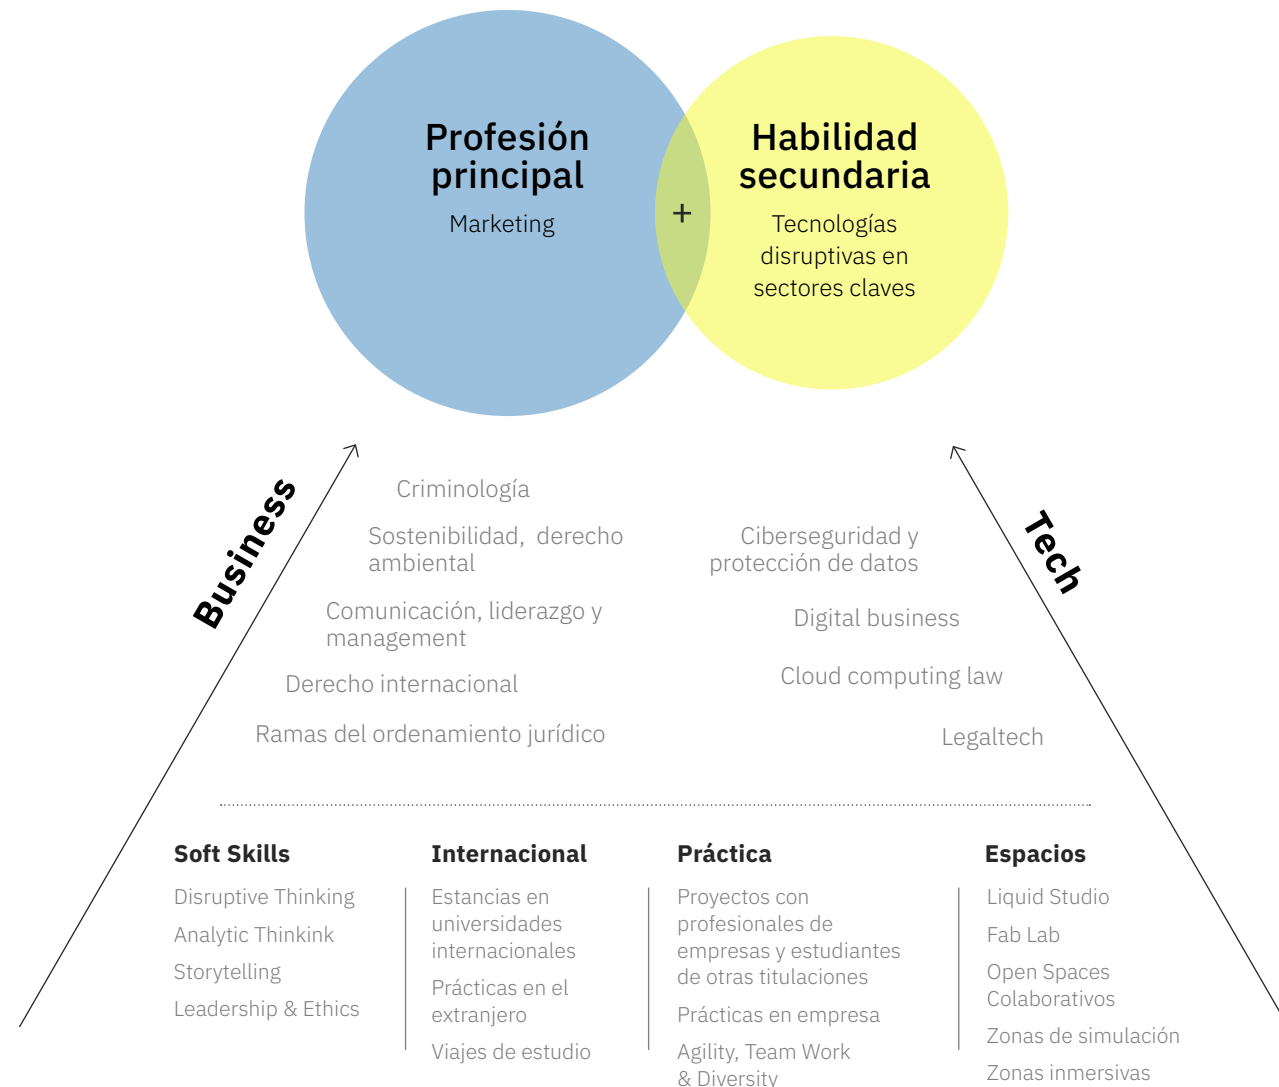 Profesión
principal
Marketing
+
Habilidad
secundaria
Tecnologías
disruptivas en
sectores claves
Business
Criminología
Sostenibilidad, derecho
ambiental
Comunicación, liderazgo y
management
Derecho internacional
Ramas del ordenamiento jurídico
Tech
Ciberseguridad y
protección de datos
Digital business
Cloud computing law
Legaltech
Soft Skills
Disruptive Thinking
Analytic Thinkink
Storytelling
Leadership & Ethics
Internacional
Estancias en
universidades
internacionales
Prácticas en el
extranjero
Viajes de estudio
Práctica
Proyectos con
profesionales de
empresas y estudiantes
de otras titulaciones
Prácticas en empresa
Agility, Team Work
& Diversity
Espacios
Liquid Studio
Fab Lab
Open Spaces
Colaborativos
Zonas de simulación
Zonas inmersivas